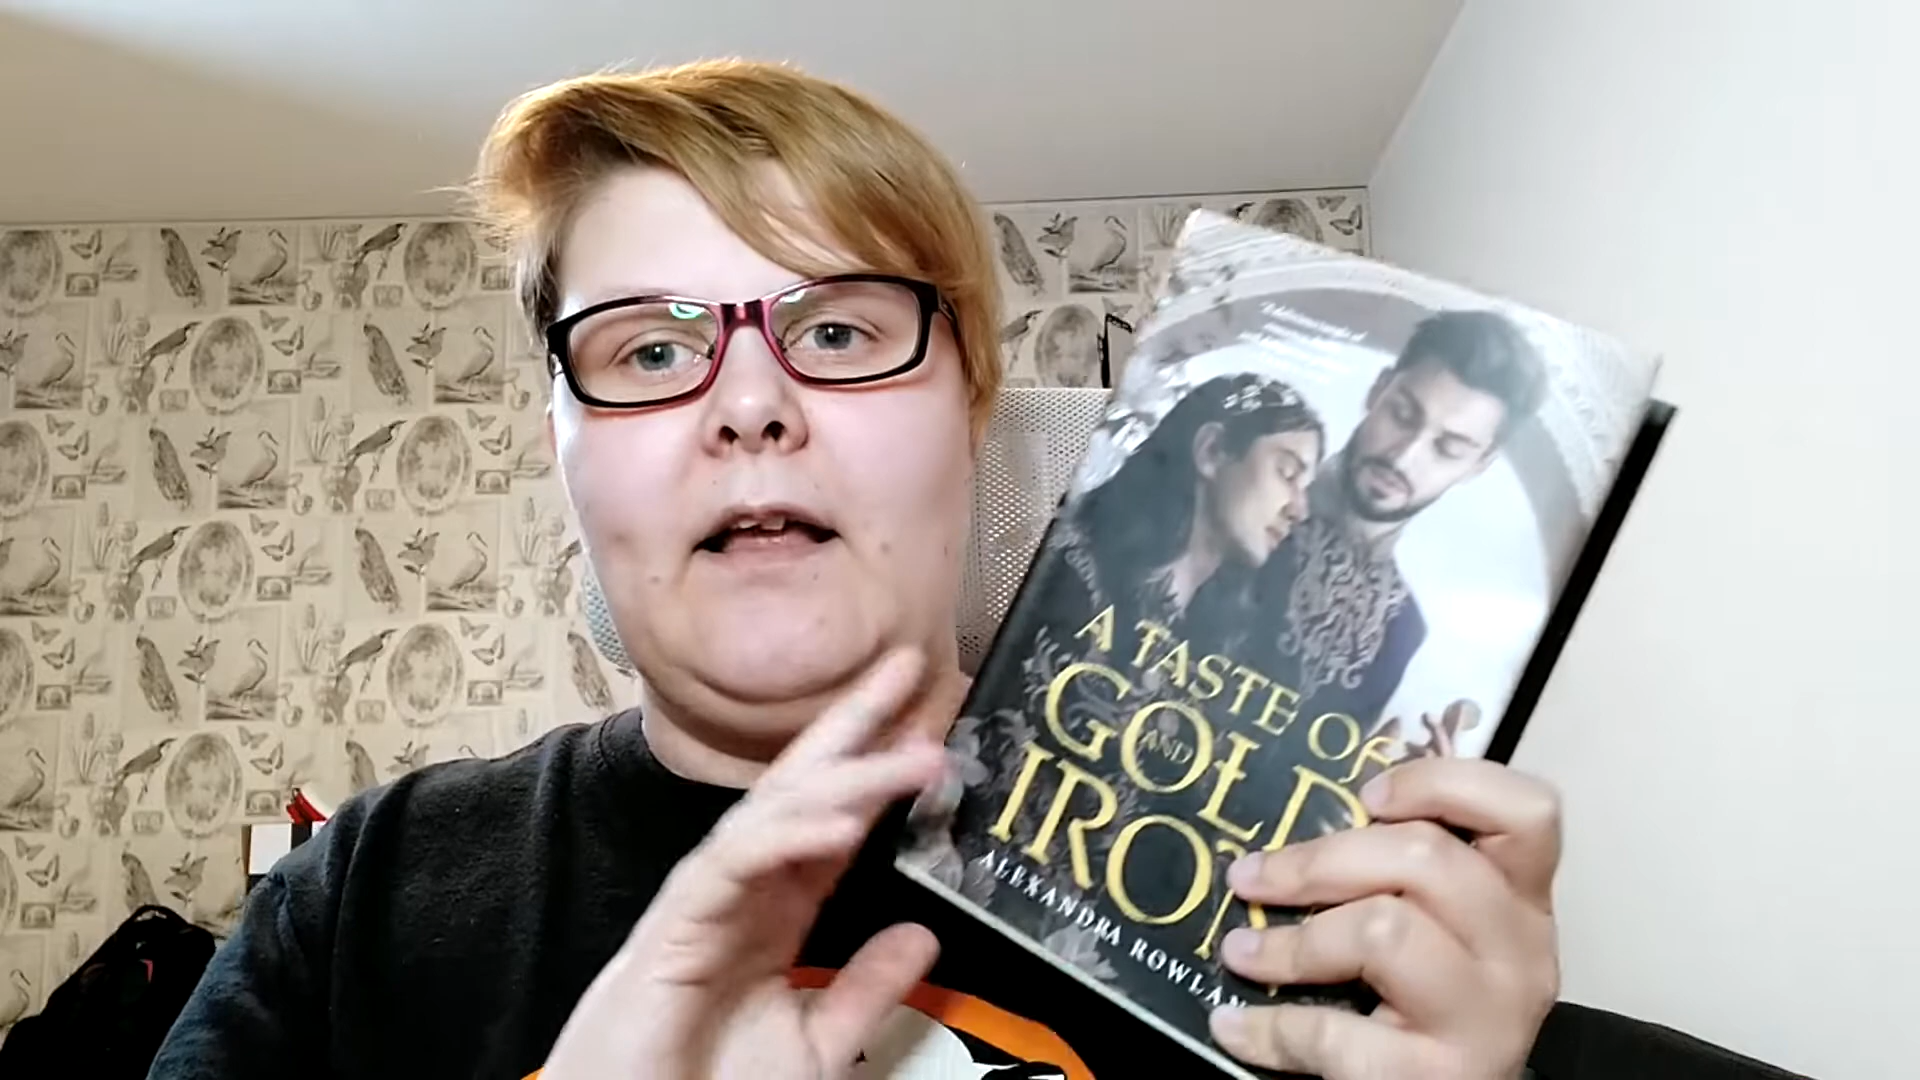 A TASTE OF
GOLD
AND
IRON
ALEXANDRA ROWLAN